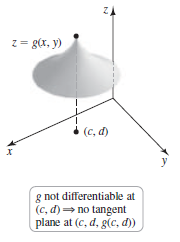 z
z = g(x, y)
(c, d)
x
y
g not differentiable at
(c, d) ⟹ no tangent
plane at (c, d, g(c, d))